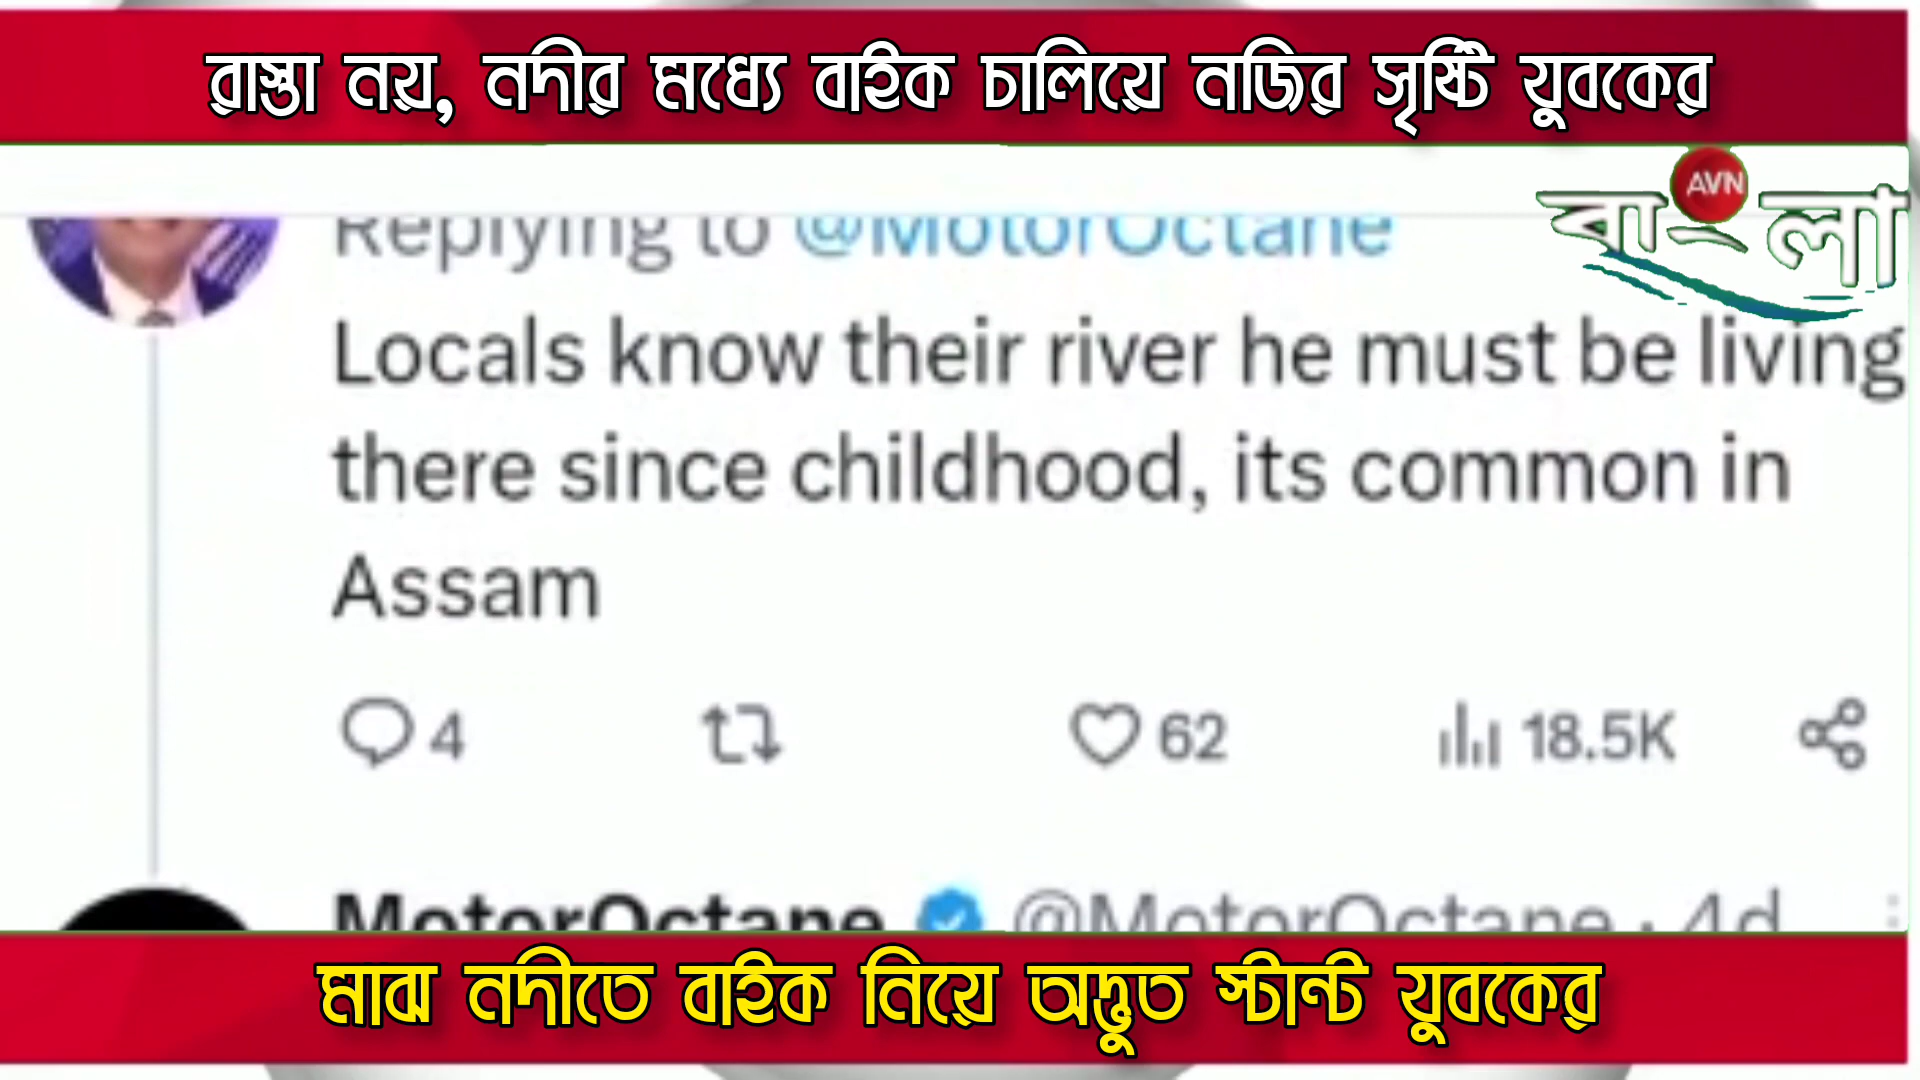 রাস্তা নয়, নদীর মধ্যে বাইক চালিয়ে নজির সৃষ্টি যুবকের
AVN
বাংলা
Replying to @MotorOctane
Locals know their river he must be living
there since childhood, its common in
Assam
4 62 18.5K
MotorOctane @MotorOctane · 4d
মাঝ নদীতে বাইক নিয়ে অদ্ভুত স্টান্ট যুবকের